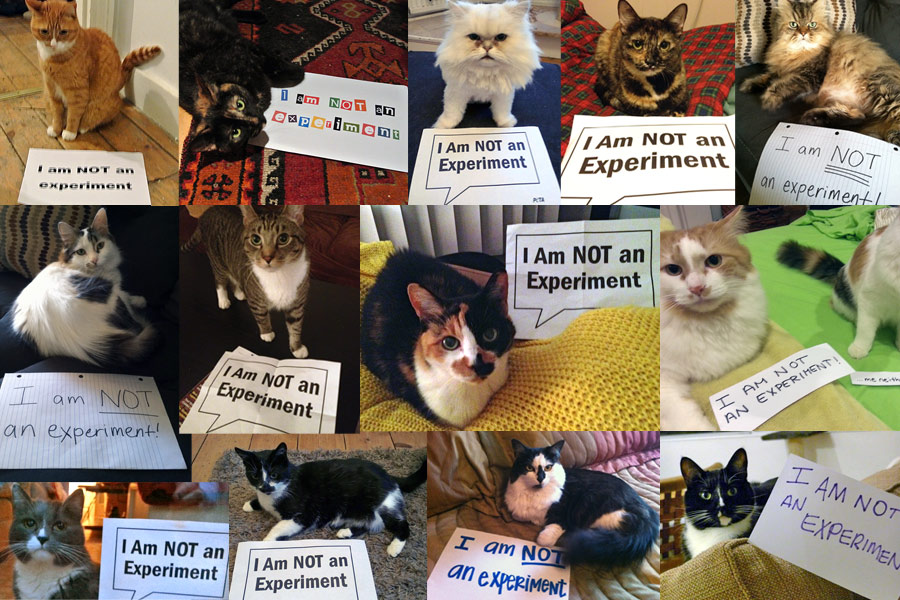 I am NOT an
experiment
I am NOT an
experiment
I Am NOT an
Experiment
PETA
I Am NOT an
Experiment
I am NOT
an experiment!
I am NOT
an experiment!
I Am NOT an
Experiment
I Am NOT an
Experiment
I AM NOT
AN EXPERIMENT!
...me neith
I Am NOT an
Experiment
I Am NOT an
Experiment
I am NOT
an experiment
I AM NOT
AN
EXPERIMEN